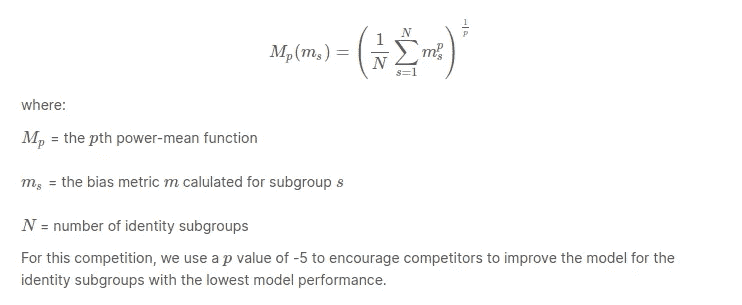 M_p(m_s) = \left( \frac{1}{N} \sum_{s=1}^{N} m_s^p \right)^{\frac{1}{p}}
where:
M_p = the pth power-mean function
m_s = the bias metric m calulated for subgroup s
N = number of identity subgroups
For this competition, we use a p value of -5 to encourage competitors to improve the model for the
identity subgroups with the lowest model performance.